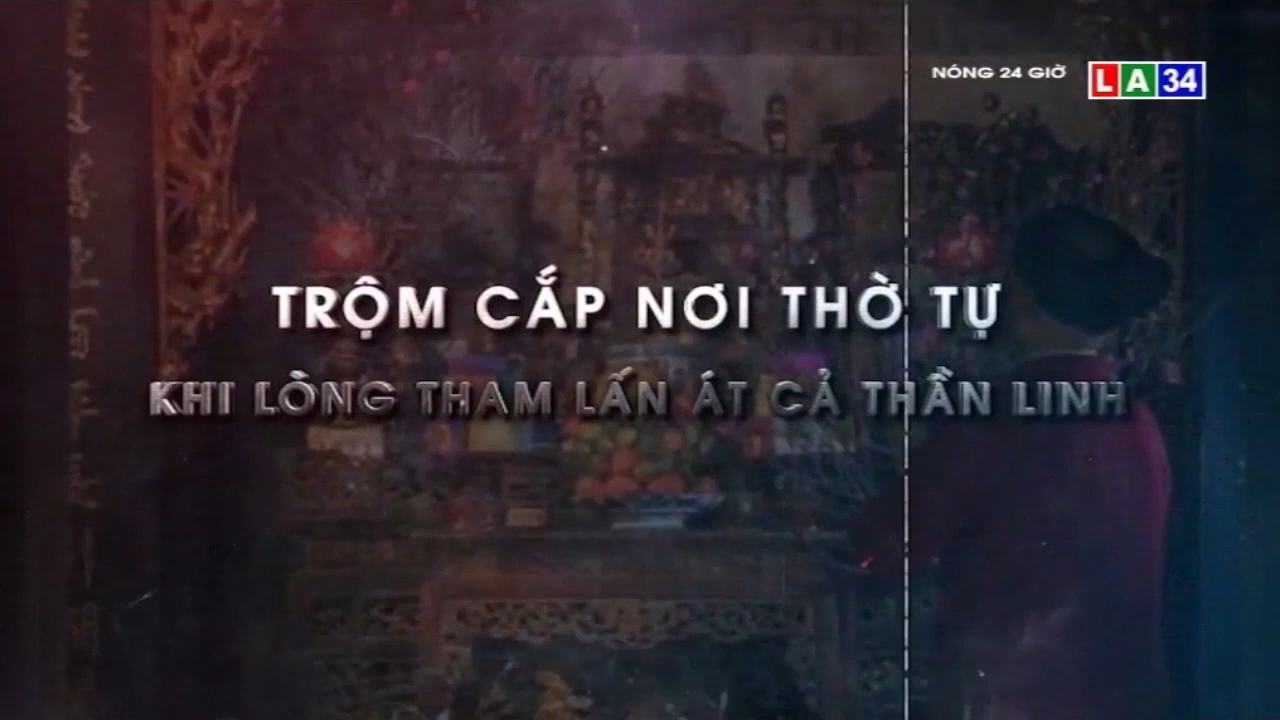 NÓNG 24 GIỜ
LA34
TRỘM CẮP NƠI THỜ TỰ
KHI LÒNG THAM LẤN ÁT CẢ THẦN LINH